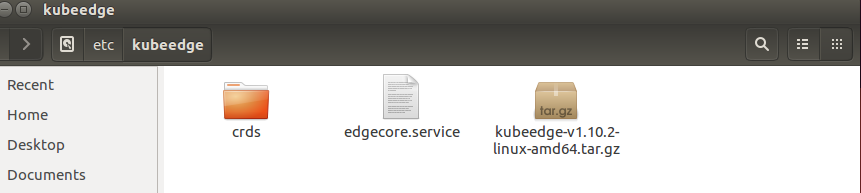 kubeedge
etc kubeedge
Recent
Home
Desktop
Documents
crds
edgecore.service
tar.gz
kubeedge-v1.10.2-
linux-amd64.tar.gz